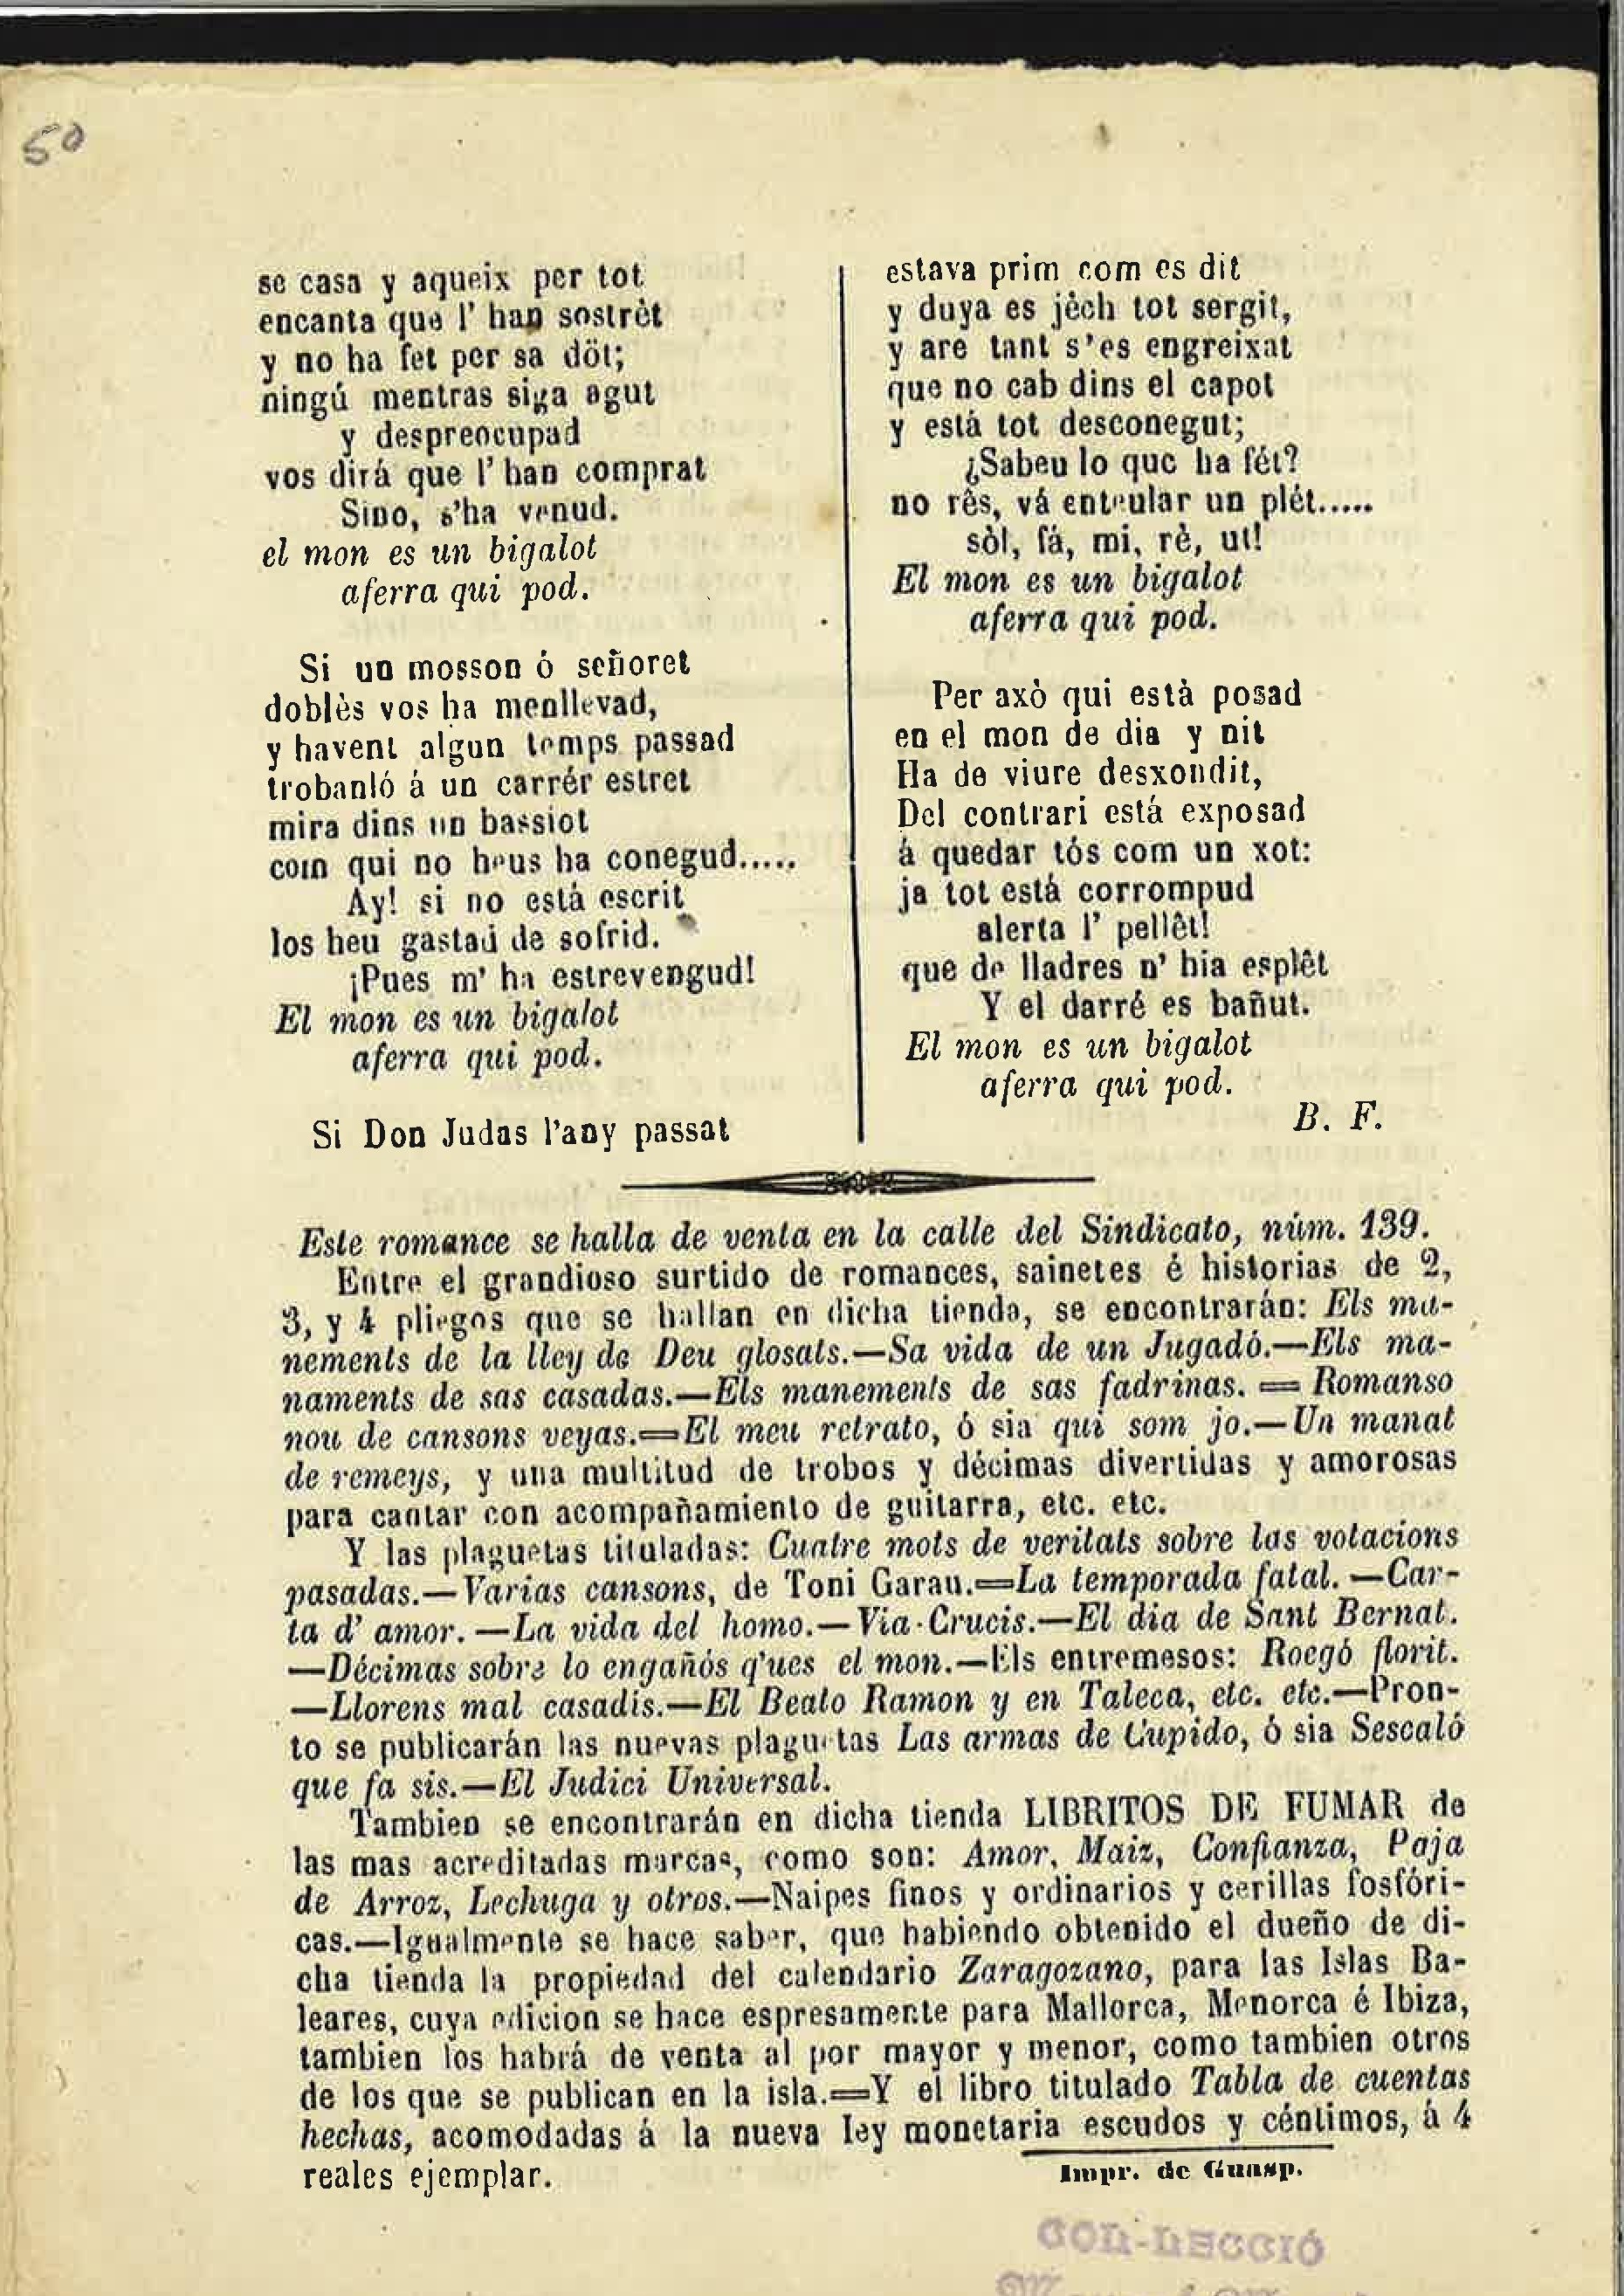 50
se casa y aqueix per tot
encanta que l' han sostrèt
y no ha fet per sa döt;
ningú mentras siga agut
y despreocupad
vos dirá que l' han comprat
Sino, s'ha venud.
el mon es un bigalot
aferra qui pod.
Si un mosson ó señoret
doblès vos ha menllevad,
y havent algun temps passad
trobanló á un carrér estret
mira dins un bassiot
com qui no heus ha conegud.....
Ay! si no está escrit
los heu gastad de sofrid.
¡Pues m' ha estrevengud!
El mon es un bigalot
aferra qui pod.
Si Don Judas l'any passat
estava prim com es dit
y duya es jéch tot sergit,
y are tant s'es engreixat
que no cab dins el capot
y está tot desconegut;
¿Sabeu lo que ha fét?
no rês, vá entaular un plét.....
sòl, fá, mi, rè, ut!
El mon es un bigalot
aferra qui pod.
Per axò qui está posad
en el mon de dia y nit
Ha de viure desxondit,
Del contrari está exposad
á quedar tós com un xot:
ja tot está corrompud
alerta l' pellêt!
que de lladres n' hia esplêt
Y el darré es bañut.
El mon es un bigalot
aferra qui pod.
B. F.
Este romance se halla de venta en la calle del Sindicato, núm. 139.
Entre el grandioso surtido de romances, sainetes é historias de 2,
3, y 4 pliegos que se hallan en dicha tienda, se encontrarán: Els ma-
nements de la lley de Deu glosats.—Sa vida de un Jugadó.—Els ma-
naments de sas casadas.—Els manements de sas fadrinas.=Romanso
nou de cansons veyas.=El meu retrato, ó sia qui som jo.—Un manat
de remeys, y una multitud de trobos y décimas divertidas y amorosas
para cantar con acompañamiento de guitarra, etc. etc.
Y las plaguetas tituladas: Cuatre mots de veritats sobre las votacions
pasadas.—Varias cansons, de Toni Garau.=La temporada fatal.—Car-
ta d' amor.—La vida del homo.—Via-Crucis.—El dia de Sant Bernat.
—Décimas sobre lo engañós q'ues el mon.—Els entremesos: Roegó florit.
—Llorens mal casadis.—El Beato Ramon y en Taleca, etc. etc.—Pron-
to se publicarán las nuevas plaguetas Las armas de Cupido, ó sia Sescaló
que fa sis.—El Judici Universal.
Tambien se encontrarán en dicha tienda LIBRITOS DE FUMAR de
las mas acreditadas marcas, como son: Amor, Maiz, Confianza, Paja
de Arroz, Lechuga y otros.—Naipes finos y ordinarios y cerillas fosfóri-
cas.—Igualmente se hace saber, que habiendo obtenido el dueño de di-
cha tienda la propiedad del calendario Zaragozano, para las Islas Ba-
leares, cuya edicion se hace espresamente para Mallorca, Menorca é Ibiza,
tambien los habrá de venta al por mayor y menor, como tambien otros
de los que se publican en la isla.=Y el libro titulado Tabla de cuentas
hechas, acomodadas á la nueva ley monetaria escudos y céntimos, á 4
reales ejemplar.
Impr. de Guasp.
COL-LECCIÓ